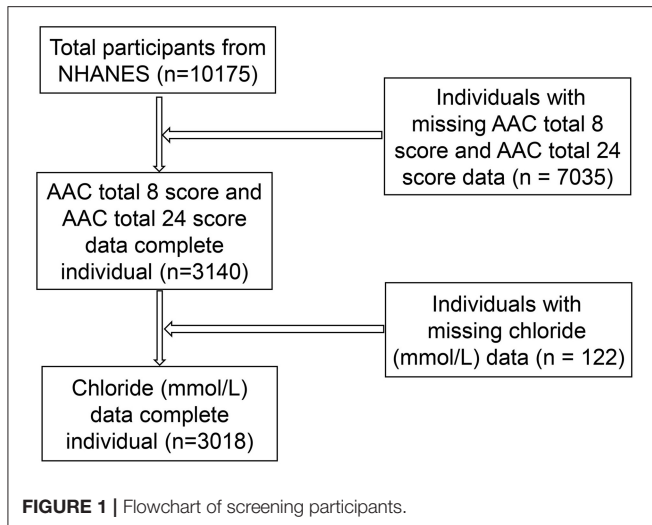 Total participants from
NHANES (n=10175)
Individuals with
missing AAC total 8
score and AAC total 24
score data (n = 7035)
AAC total 8 score and
AAC total 24 score
data complete
individual (n=3140)
Individuals with
missing chloride
(mmol/L) data (n = 122)
Chloride (mmol/L)
data complete
individual (n=3018)
FIGURE 1 | Flowchart of screening participants.